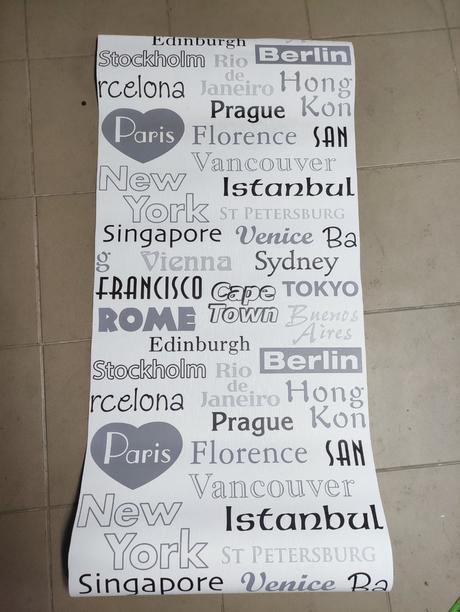 Edinburgh
Stockholm Rio de Janeiro Berlin
rcelona Hong Kon
Paris Prague
Florence SAN
Vancouver
New York Istanbul
ST PETERSBURG
Singapore Venice Ba
g Vienna Sydney
FRANCISCO Cape Town TOKYO
ROME Buenos Aires
Edinburgh
Stockholm Rio de Janeiro Berlin
rcelona Hong Kon
Paris Prague
Florence SAN
Vancouver
New York Istanbul
ST PETERSBURG
Singapore Venice Ba